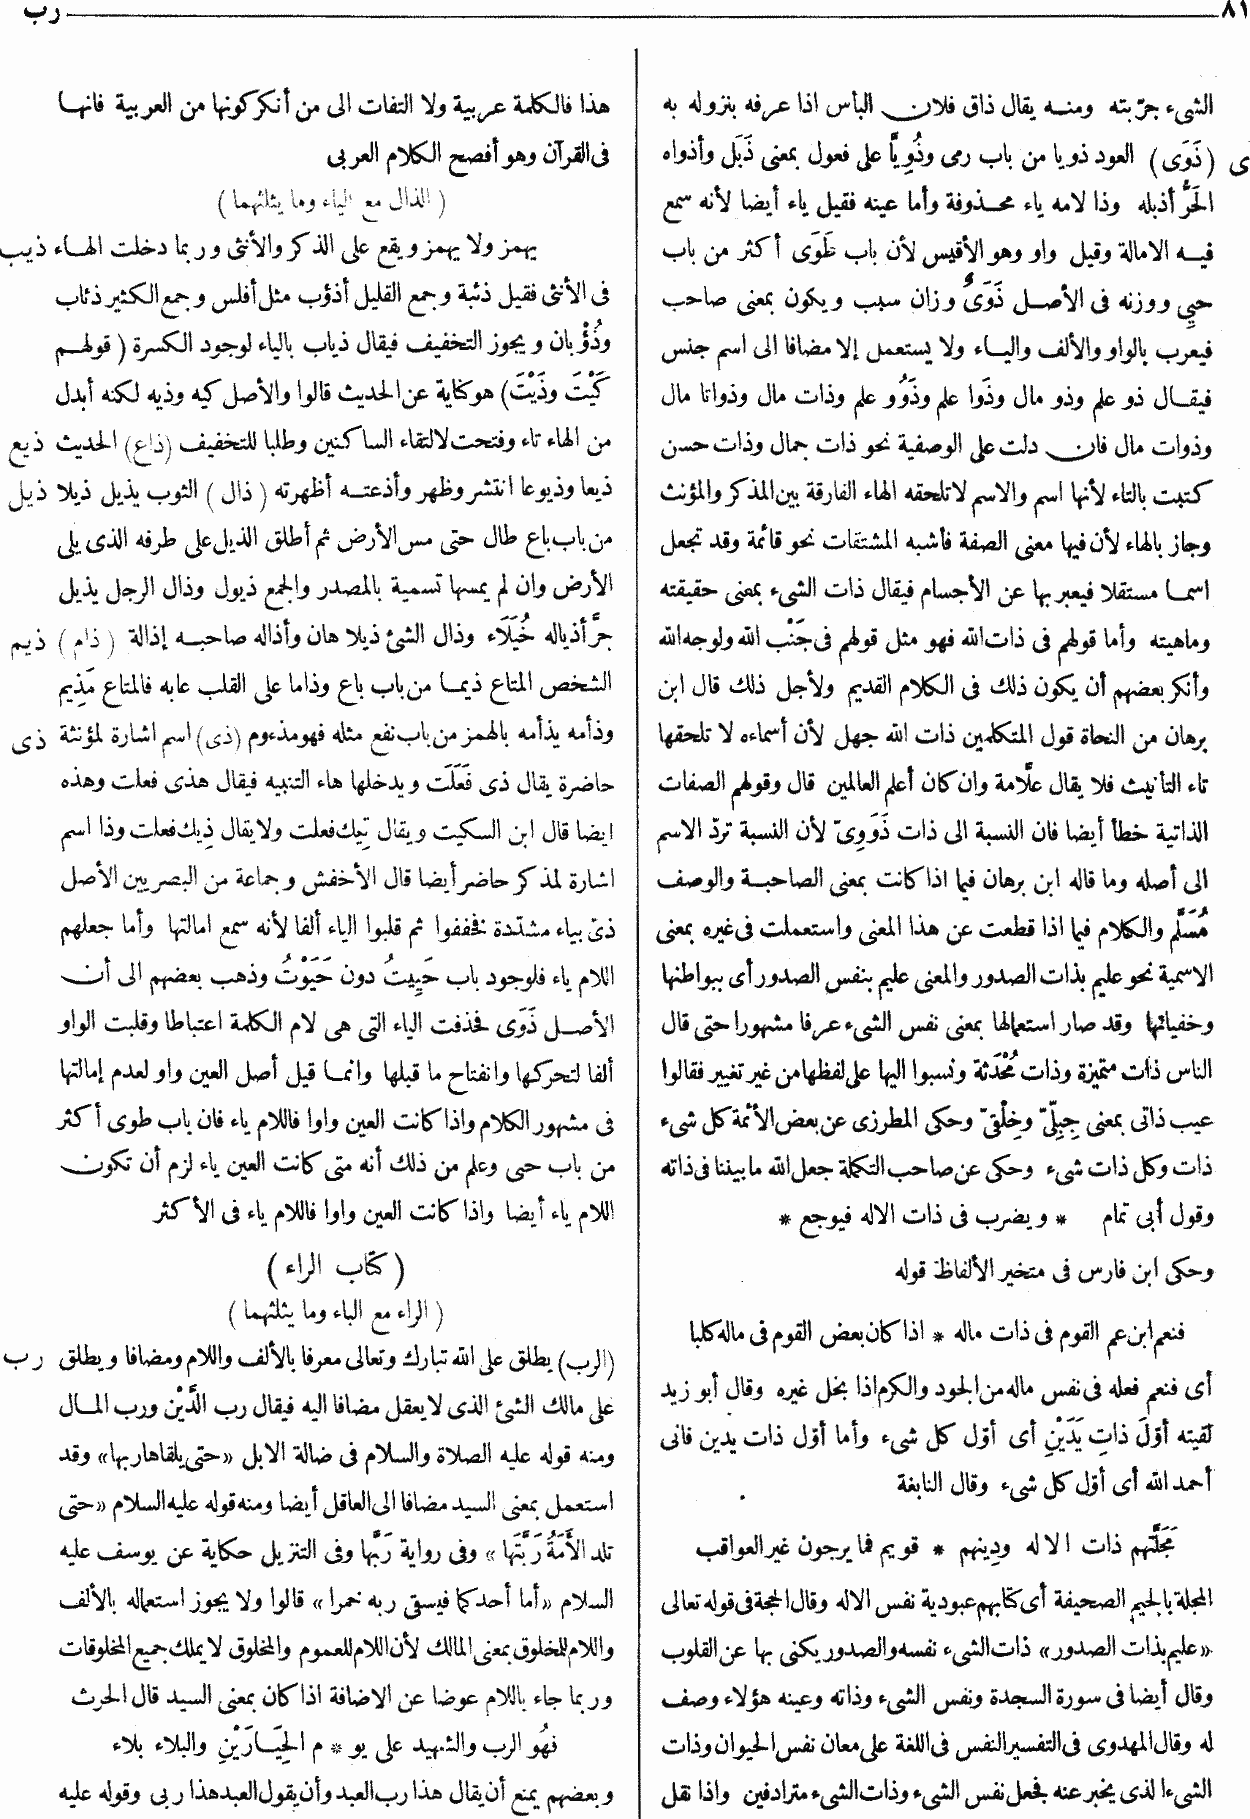 ٨١
رب
الشىء جرّبته ومنه يقال ذاق فلان البأس اذا عرفه بنزوله به
ى (ذَوَى) العود ذويا من باب رمى وذُوِيًّا على فعول بمعنى ذَبَل وأذواه
الحَرُّ أذبله وذا لامه ياء محذوفة وأما عينه فقيل ياء أيضا لأنه سمع
فيه الامالة وقيل واو وهو الأقيس لأن باب طَوَى أكثر من باب
حيِى ووزنه فى الأصل ذَوَىٌ وزان سبب ويكون بمعنى صاحب
فيعرب بالواو والألف والياء ولا يستعمل إلا مضافا الى اسم جنس
فيقال ذو علم وذو مال وذَوا علم وذَوُو علم وذات مال وذواتا مال
وذوات مال فان دلت على الوصفية نحو ذات جمال وذات حسن
كتبت بالتاء لأنها اسم والاسم لا تلحقه الهاء الفارقة بين المذكر والمؤنث
وجاز بالهاء لأن فيها معنى الصفة فأشبه المشتقات نحو قائمة وقد تجعل
اسما مستقلا فيعبر بها عن الأجسام فيقال ذات الشىء بمعنى حقيقته
وماهيته وأما قولهم فى ذات الله فهو مثل قولهم فى جَنْب الله ولوجه الله
وأنكر بعضهم أن يكون ذلك فى الكلام القديم ولأجل ذلك قال ابن
برهان من النحاة قول المتكلمين ذات الله جهل لأن أسماءه لا تلحقها
تاء التأنيث فلا يقال علّامة وان كان أعلم العالمين قال وقولهم الصفات
الذاتية خطأ أيضا فان النسبة الى ذات ذَوَوِىّ لأن النسبة تردّ الاسم
الى أصله وما قاله ابن برهان فيما اذا كانت بمعنى الصاحبة والوصف
مُسَلَّم والكلام فيما اذا قطعت عن هذا المعنى واستعملت فى غيره بمعنى
الاسمية نحو عليم بذات الصدور والمعنى عليم بنفس الصدور أى ببواطنها
وخفياتها وقد صار استعمالها بمعنى نفس الشىء عرفا مشهورا حتى قال
الناس ذات متميزة وذات مُحْدَثة ونسبوا اليها على لفظها من غير تغيير فقالوا
عيب ذاتى بمعنى جِبِلّىّ وخِلْقىّ وحكى المطرزى عن بعض الأئمة كل شىء
ذات وكل ذات شىء وحكى عن صاحب التكملة جعل الله ما بيننا فى ذاته
وقول أبى تمام * ويضرب فى ذات الاله فيوجع *
وحكى ابن فارس فى متخير الألفاظ قوله
فنعم ابن عم القوم فى ذات ماله * اذا كان بعض القوم فى ماله كلبا
أى فنعم فعله فى نفس ماله من الجود والكرم اذا بخل غيره وقال أبو زيد
لقيته أوّلَ ذاتِ يَدَيْنِ أى أوّل كل شىء وأما أوّل ذات يدين فانى
أحمد الله أى أوّل كل شىء وقال النابغة
مَجَلَّتهم ذات الاله ودِينهم * قويم فما يرجون غير العواقب
المجلة بالجيم الصحيفة أى كتابهم عبودية نفس الاله وقال الحجة فى قوله تعالى
«عليم بذات الصدور» ذات الشىء نفسه والصدور يكنى بها عن القلوب
وقال أيضا فى سورة السجدة ونفس الشىء وذاته وعينه هؤلاء وصف
له وقال المهدوى فى التفسير النفس فى اللغة على معان نفس الحيوان وذات
الشىء الذى يخبر عنه فجعل نفس الشىء وذات الشىء مترادفين واذا نقل
هذا فالكلمة عربية ولا التفات الى من أنكر كونها من العربية فانها
فى القرآن وهو أفصح الكلام العربى
(الذال مع الياء وما يثلثهما)
يهمز ولا يهمز ويقع على الذكر والأنثى وربما دخلت الهاء ذيب
فى الأنثى فقيل ذئبة وجمع القليل أذؤب مثل أفلس وجمع الكثير ذئاب
وذُؤْبان ويجوز التخفيف فيقال ذياب بالياء لوجود الكسرة (قولهم
كَيْتَ وذَيْتَ) هو كناية عن الحديث قالوا والأصل كيه وذيه لكنه أبدل
من الهاء تاء وفتحت لالتقاء الساكنين وطلبا للتخفيف (ذاع) الحديث ذيع
ذيعا وذيوعا انتشر وظهر وأذعته أظهرته (ذال) الثوب يذيل ذيلا ذيل
من باب باع طال حتى مس الأرض ثم أطلق الذيل على طرفه الذى يلى
الأرض وان لم يمسها تسمية بالمصدر والجمع ذيول وذال الرجل يذيل
جرَّ أذياله خُيَلَاء وذال الشئ ذيلا هان وأذاله صاحبه إذالة (ذام) ذيم
الشخص المتاع ذيما من باب باع وذاما على القلب عابه فالمتاع مَذِيم
وذأمه يذأمه بالهمز من باب نفع مثله فهو مذءوم (ذى) اسم اشارة لمؤنثة ذى
حاضرة يقال ذى فَعَلَت ويدخلها هاء التنبيه فيقال هذى فعلت وهذه
ايضا قال ابن السكيت ويقال تِيك فعلت ولا يقال ذِيك فعلت وذا اسم
اشارة لمذكر حاضر أيضا قال الأخفش وجماعة من البصريين الأصل
ذىّ بياء مشدّدة فخففوا ثم قلبوا الياء ألفا لأنه سمع امالتها وأما جعلهم
اللام ياء فلوجود باب حَيِيتُ دون حَيَوْتُ وذهب بعضهم الى أن
الأصل ذَوَى فحذفت الياء التى هى لام الكلمة اعتباطا وقلبت الواو
ألفا لتحركها وانفتاح ما قبلها وانما قيل أصل العين واو لعدم إمالتها
فى مشهور الكلام واذا كانت العين واوا فاللام ياء فان باب طوى أكثر
من باب حيى وعلم من ذلك أنه متى كانت العين ياء لزم أن تكون
اللام ياء أيضا واذا كانت العين واوا فاللام ياء فى الأكثر
(كتاب الراء)
(الراء مع الباء وما يثلثهما)
(الرب) يطلق على الله تبارك وتعالى معرفا بالألف واللام ومضافا ويطلق رب
على مالك الشئ الذى لا يعقل مضافا اليه فيقال رب الدَّيْن ورب المال
ومنه قوله عليه الصلاة والسلام فى ضالة الابل «حتى يلقاها ربها» وقد
استعمل بمعنى السيد مضافا الى العاقل أيضا ومنه قوله عليه السلام «حتى
تلد الأَمَةُ رَبَّتَها» وفى رواية رَبَّها وفى التنزيل حكاية عن يوسف عليه
السلام «أما أحدكما فيسقى ربه خمرا» قالوا ولا يجوز استعماله بالألف
واللام للمخلوق بمعنى المالك لأن اللام للعموم والمخلوق لا يملك جميع المخلوقات
وربما جاء باللام عوضا عن الاضافة اذا كان بمعنى السيد قال الحرث
فهُو الرب والشهيد على يو * م الحِيَارَيْنِ والبلاء بلاء
وبعضهم يمنع أن يقال هذا رب العبد وأن يقول العبد هذا ربى وقوله عليه